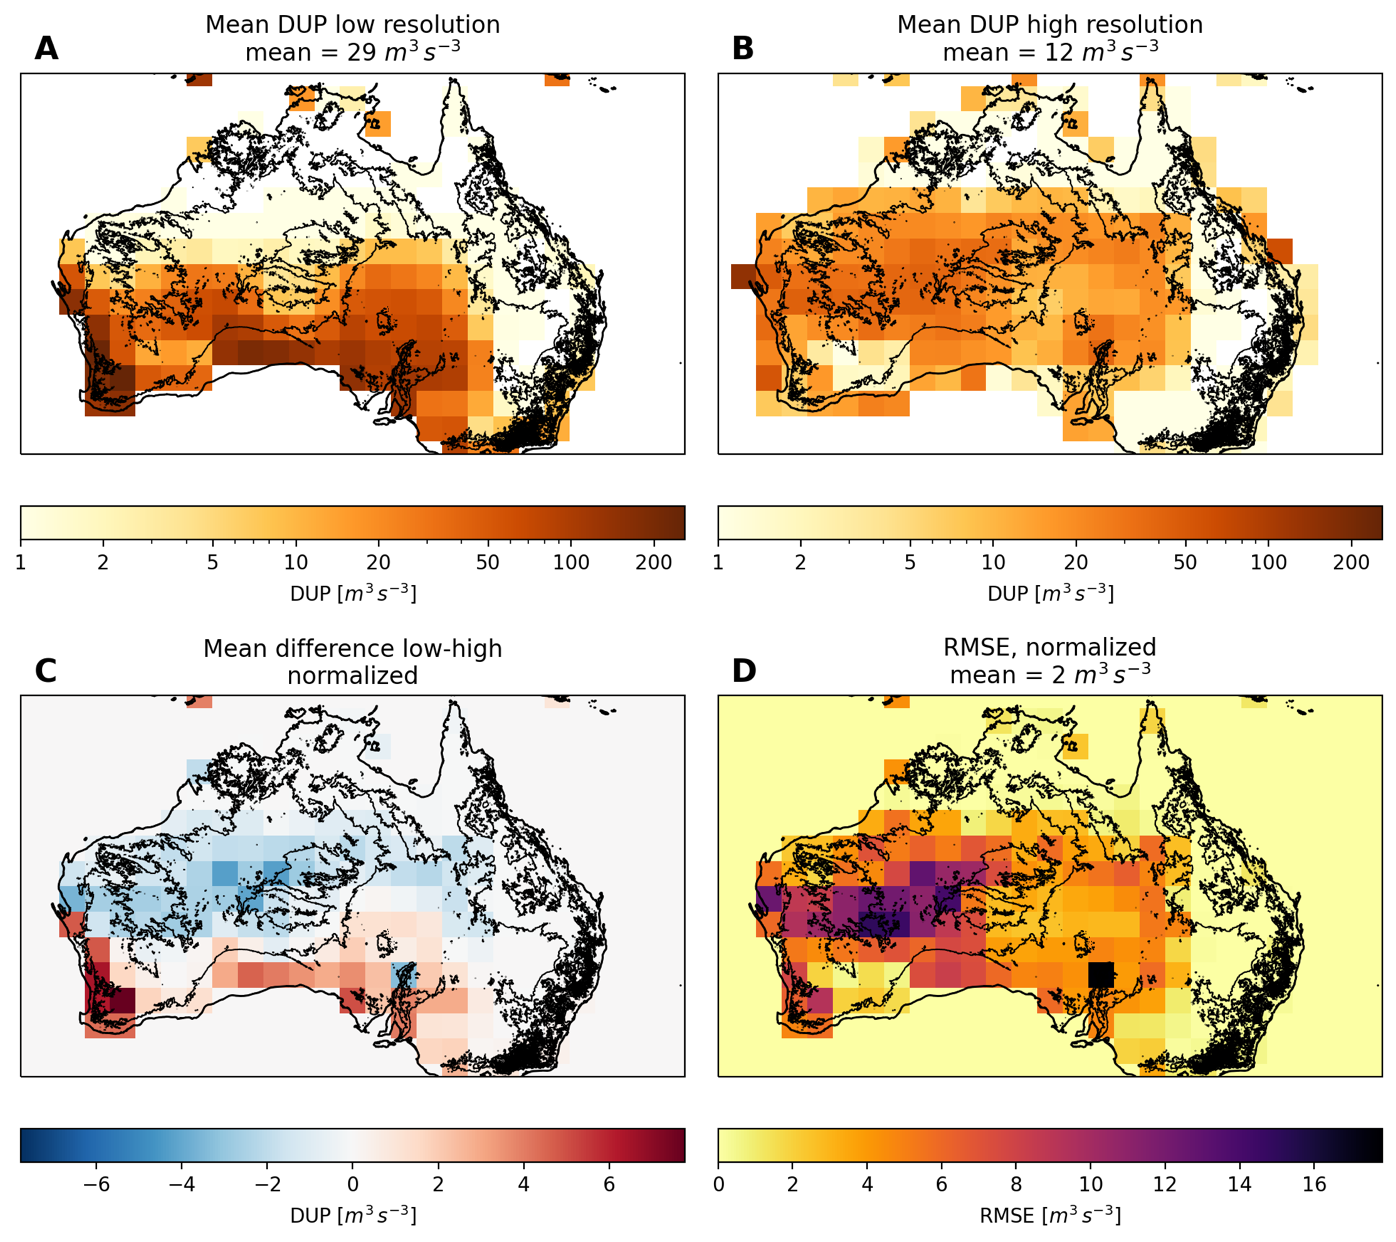 A
Mean DUP low resolution
mean = 29 m³ s⁻³
B
Mean DUP high resolution
mean = 12 m³ s⁻³
1 2 5 10 20 50 100 200
DUP [m³ s⁻³]
1 2 5 10 20 50 100 200
DUP [m³ s⁻³]
C
Mean difference low-high
normalized
D
RMSE, normalized
mean = 2 m³ s⁻³
−6 −4 −2 0 2 4 6
DUP [m³ s⁻³]
0 2 4 6 8 10 12 14 16
RMSE [m³ s⁻³]